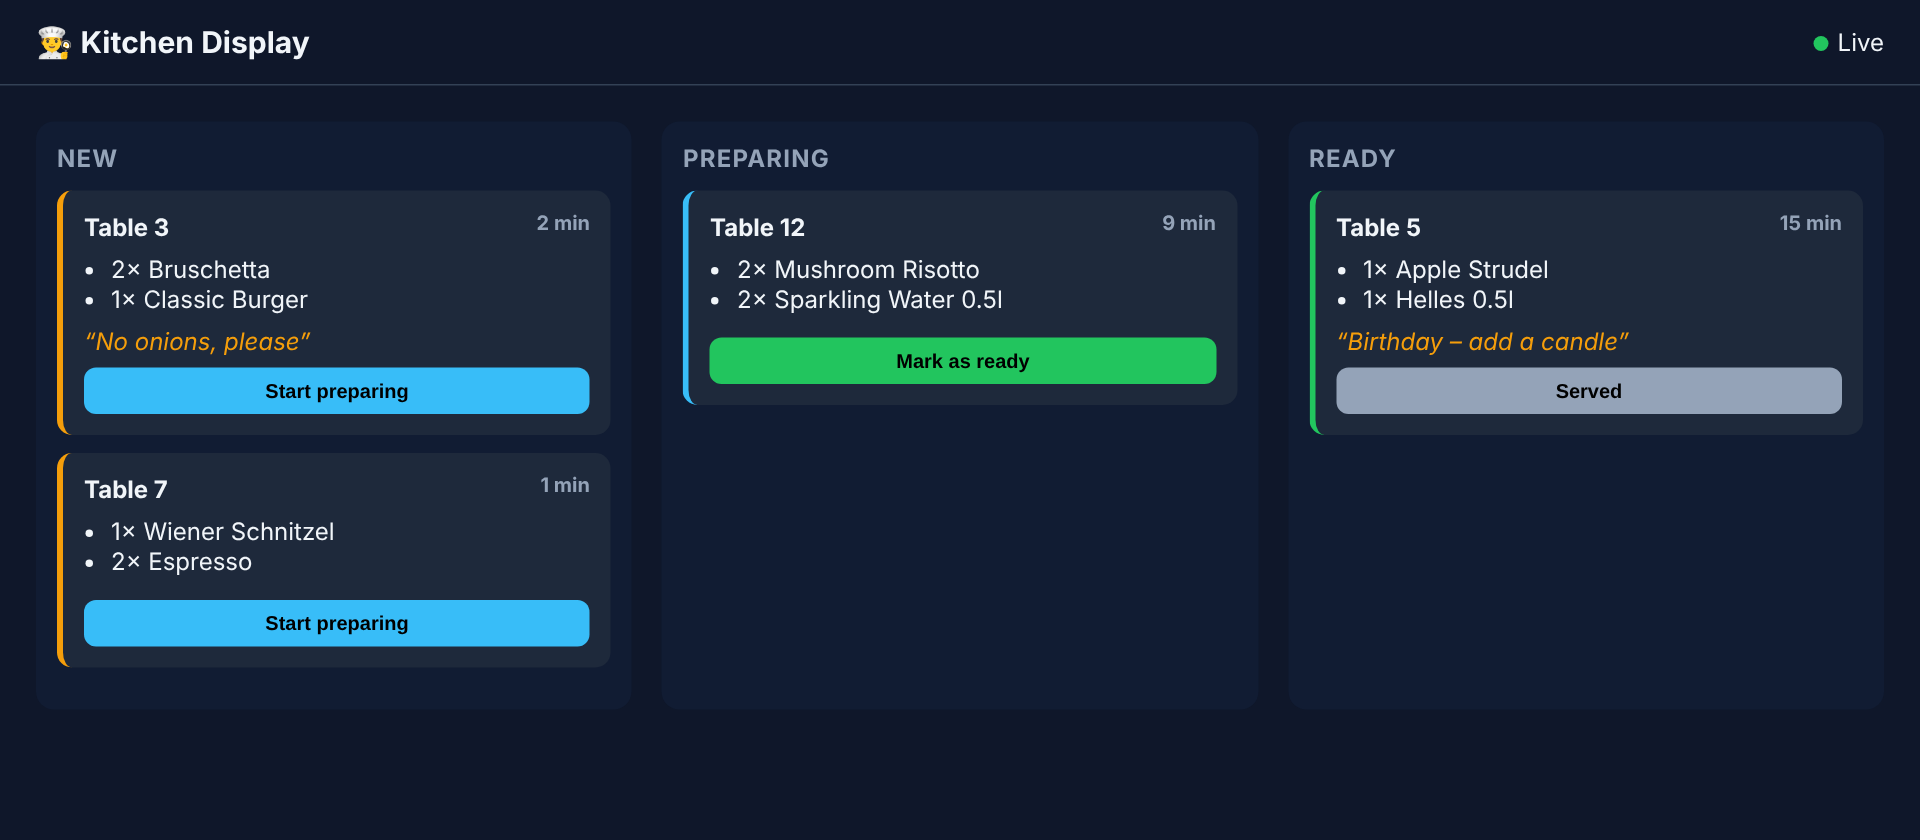 Kitchen Display
Live
NEW
Table 3
2 min
• 2× Bruschetta
• 1× Classic Burger
“No onions, please”
Start preparing
Table 7
1 min
• 1× Wiener Schnitzel
• 2× Espresso
Start preparing
PREPARING
Table 12
9 min
• 2× Mushroom Risotto
• 2× Sparkling Water 0.5l
Mark as ready
READY
Table 5
15 min
• 1× Apple Strudel
• 1× Helles 0.5l
“Birthday – add a candle”
Served